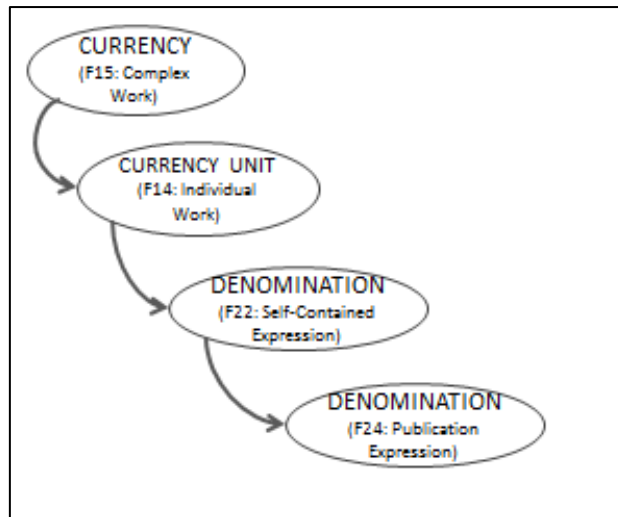 CURRENCY
(F15: Complex
Work)
CURRENCY UNIT
(F14: Individual
Work)
DENOMINATION
(F22: Self-Contained
Expression)
DENOMINATION
(F24: Publication
Expression)